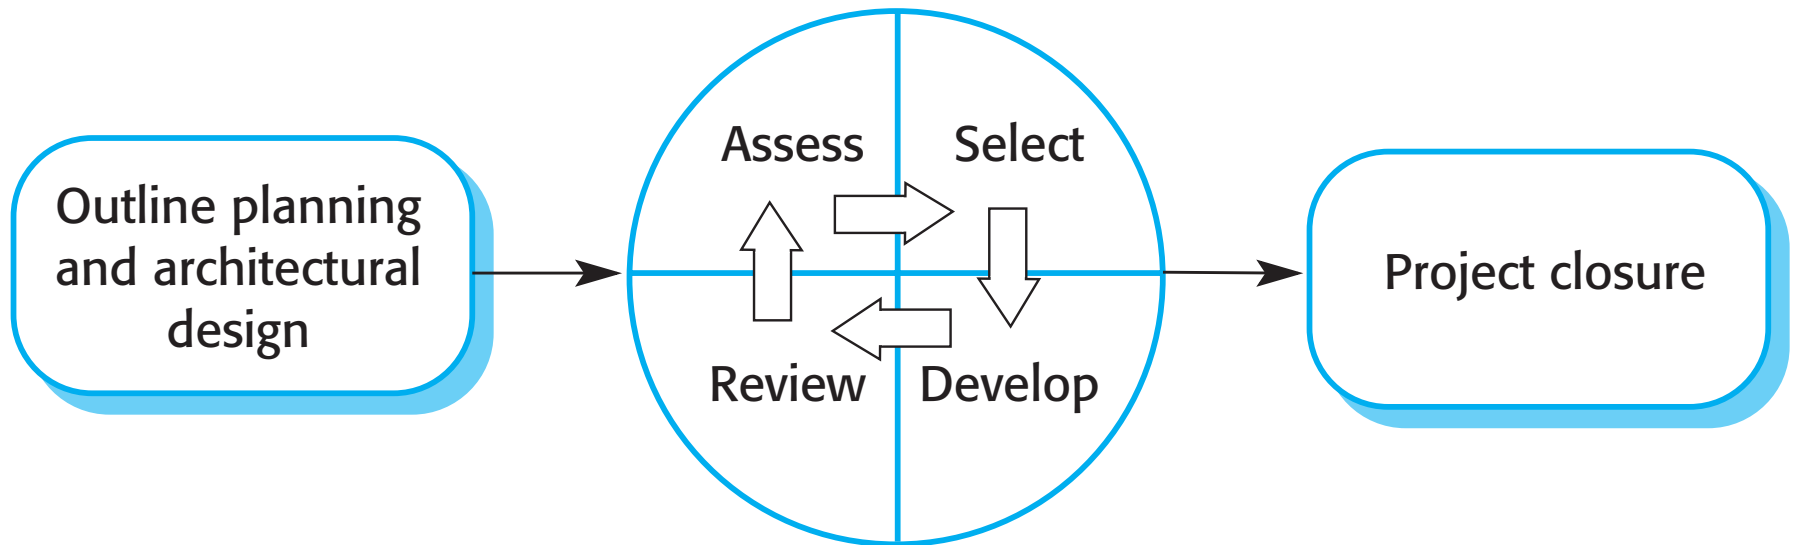 Outline planning
and architectural
design
Assess
Select
Review
Develop
Project closure